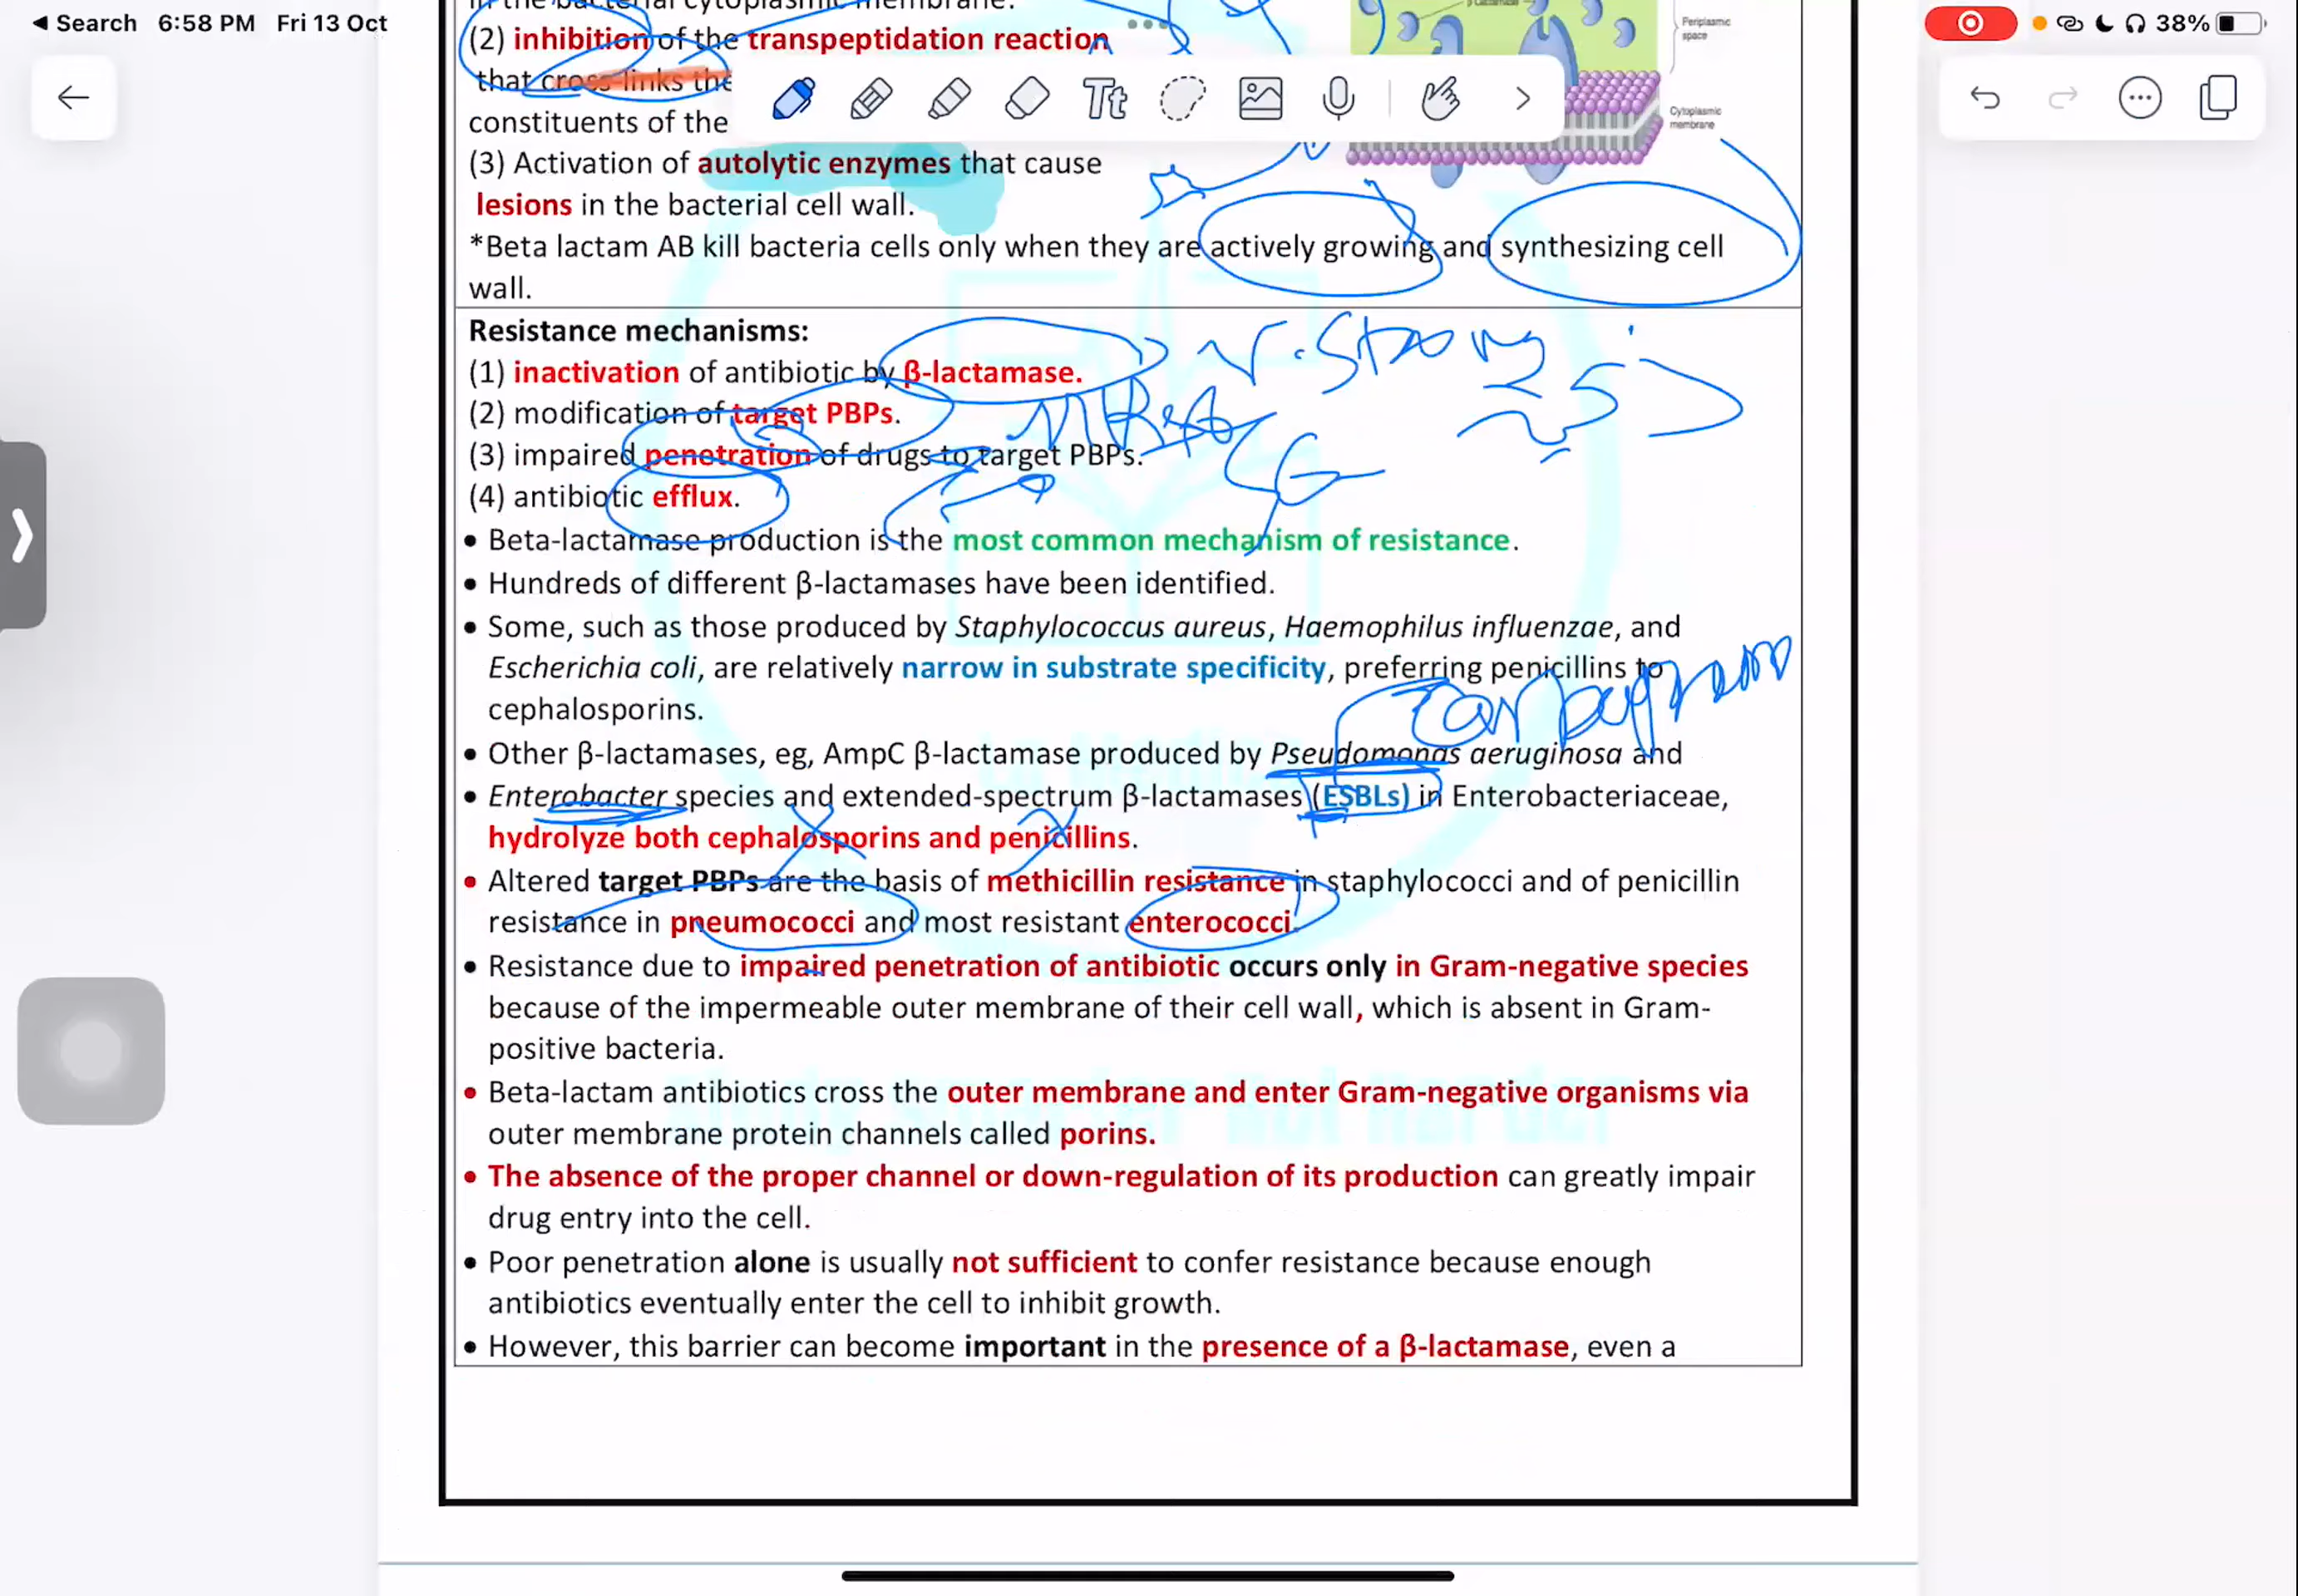 ◀ Search 6:58 PM Fri 13 Oct
38%
(2) inhibition of the transpeptidation reaction
that cross-links the
constituents of the
(3) Activation of autolytic enzymes that cause
lesions in the bacterial cell wall.
*Beta lactam AB kill bacteria cells only when they are actively growing and synthesizing cell
wall.
Periplasmic
space
Cytoplasmic
membrane
Tt
Resistance mechanisms:
(1) inactivation of antibiotic by β-lactamase.
(2) modification of target PBPs.
(3) impaired penetration of drugs to target PBPs.
(4) antibiotic efflux.
• Beta-lactamase production is the most common mechanism of resistance.
• Hundreds of different β-lactamases have been identified.
• Some, such as those produced by Staphylococcus aureus, Haemophilus influenzae, and
Escherichia coli, are relatively narrow in substrate specificity, preferring penicillins to
cephalosporins.
• Other β-lactamases, eg, AmpC β-lactamase produced by Pseudomonas aeruginosa and
• Enterobacter species and extended-spectrum β-lactamases (ESBLs) in Enterobacteriaceae,
hydrolyze both cephalosporins and penicillins.
• Altered target PBPs are the basis of methicillin resistance in staphylococci and of penicillin
resistance in pneumococci and most resistant enterococci.
• Resistance due to impaired penetration of antibiotic occurs only in Gram-negative species
because of the impermeable outer membrane of their cell wall, which is absent in Gram-
positive bacteria.
• Beta-lactam antibiotics cross the outer membrane and enter Gram-negative organisms via
outer membrane protein channels called porins.
• The absence of the proper channel or down-regulation of its production can greatly impair
drug entry into the cell.
• Poor penetration alone is usually not sufficient to confer resistance because enough
antibiotics eventually enter the cell to inhibit growth.
• However, this barrier can become important in the presence of a β-lactamase, even a